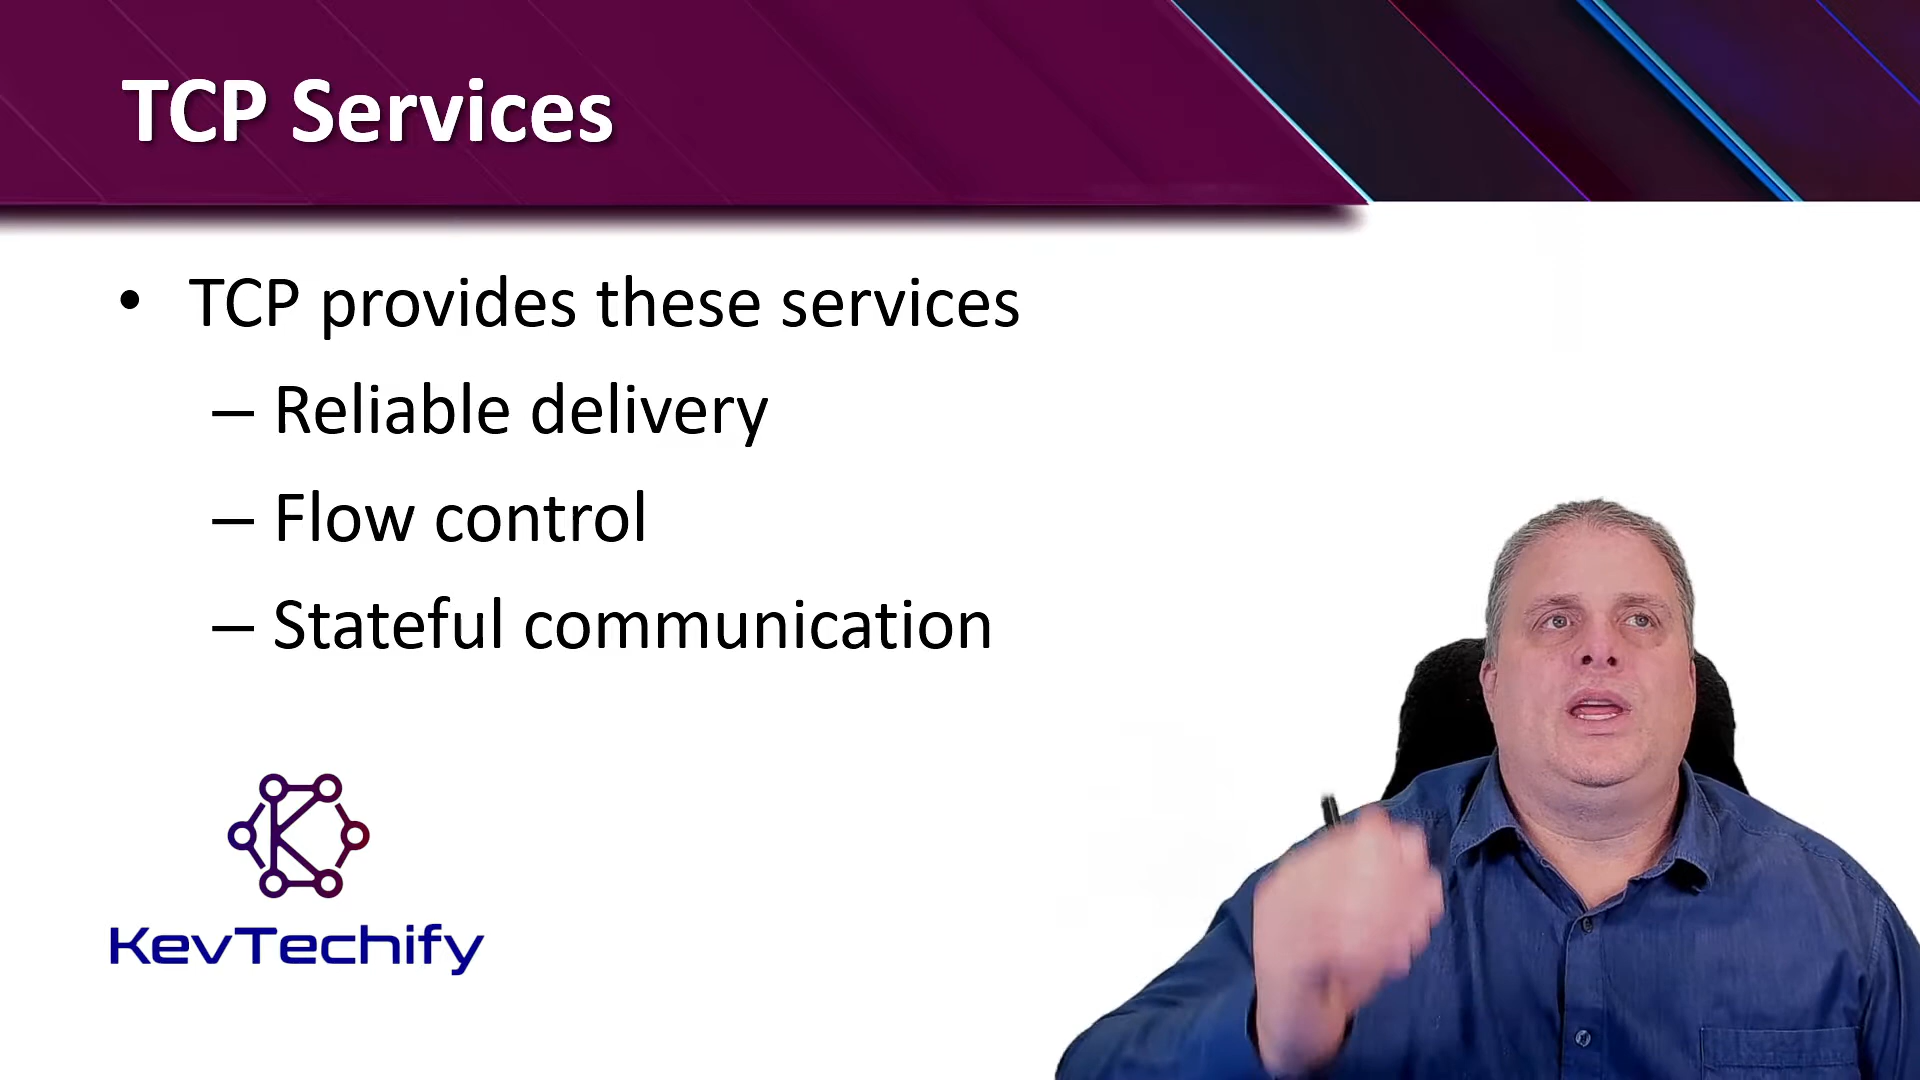 TCP Services
• TCP provides these services
– Reliable delivery
– Flow control
– Stateful communication
KevTechify